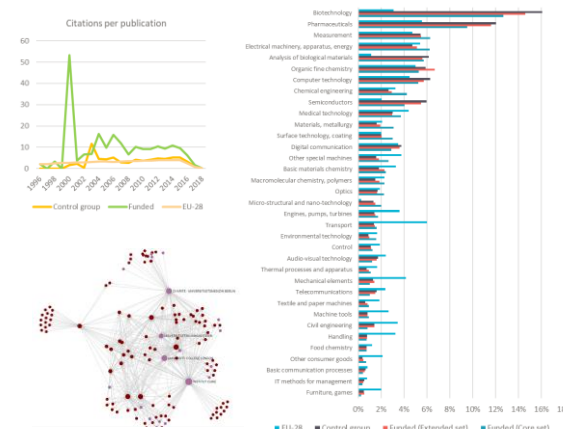 Citations per publication
60
50
40
30
20
10
0
1996
1998
2000
2002
2004
2006
2008
2010
2012
2014
2016
2018
Control group
Funded
EU-28
Biotechnology
Pharmaceuticals
Measurement
Electrical machinery, apparatus, energy
Analysis of biological materials
Organic fine chemistry
Computer technology
Chemical engineering
Semiconductors
Medical technology
Materials, metallurgy
Surface technology, coating
Digital communication
Other special machines
Basic materials chemistry
Macromolecular chemistry, polymers
Optics
Micro-structural and nano-technology
Engines, pumps, turbines
Transport
Environmental technology
Control
Audio-visual technology
Thermal processes and apparatus
Mechanical elements
Telecommunications
Textile and paper machines
Machine tools
Civil engineering
Handling
Food chemistry
Other consumer goods
Basic communication processes
IT methods for management
Furniture, games
0%
2%
4%
6%
8%
10%
12%
14%
16%
EU-28
Control group
Funded (Extended set)
Funded (Core set)